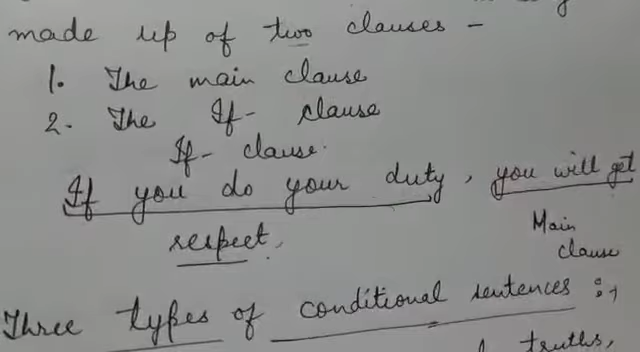 made up of two clauses -
1. The main clause
2. The If- clause
If- clause.
If you do your duty, you will get
respect.
Main
clause
Three types of conditional sentences :→
truths,